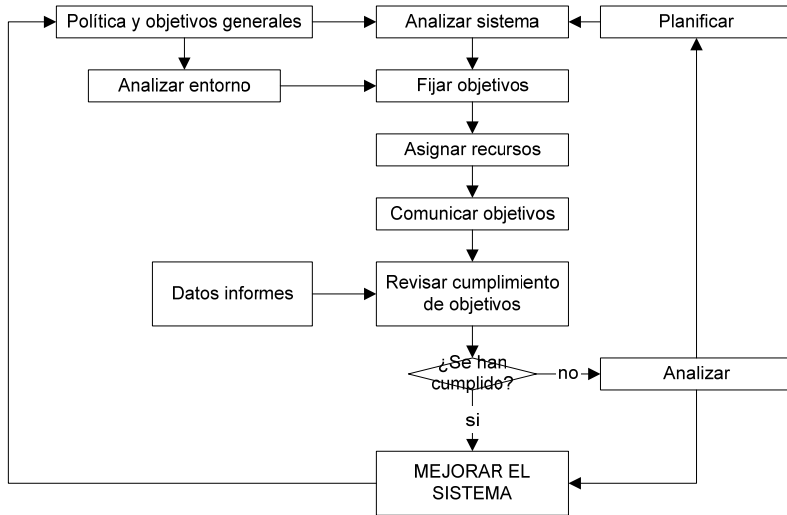 Política y objetivos generales
Analizar sistema
Planificar
Analizar entorno
Fijar objetivos
Asignar recursos
Comunicar objetivos
Datos informes
Revisar cumplimiento
de objetivos
¿Se han
cumplido?
no
Analizar
si
MEJORAR EL
SISTEMA